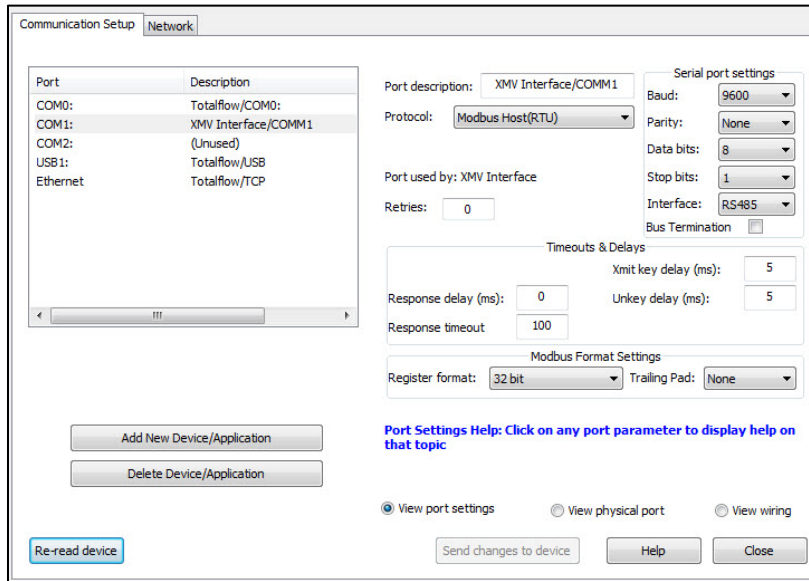 Communication Setup Network
Port Description
COM0: Totalflow/COM0:
COM1: XMV Interface/COMM1
COM2: (Unused)
USB1: Totalflow/USB
Ethernet Totalflow/TCP
Add New Device/Application
Delete Device/Application
Re-read device
Port description: XMV Interface/COMM1
Protocol: Modbus Host(RTU)
Port used by: XMV Interface
Retries: 0
Serial port settings
Baud: 9600
Parity: None
Data bits: 8
Stop bits: 1
Interface: RS485
Bus Termination
Timeouts & Delays
Xmit key delay (ms): 5
Response delay (ms): 0 Unkey delay (ms): 5
Response timeout 100
Modbus Format Settings
Register format: 32 bit Trailing Pad: None
Port Settings Help: Click on any port parameter to display help on
that topic
View port settings View physical port View wiring
Send changes to device Help Close